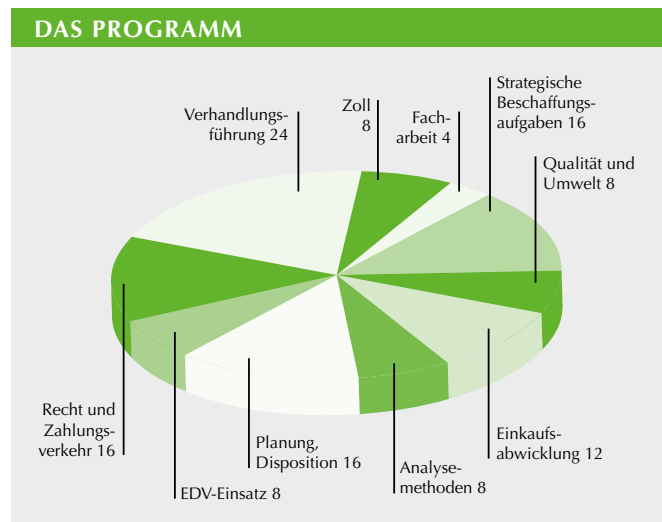 DAS PROGRAMM
Strategische
Beschaffungs-
aufgaben 16
Zoll
8
Fach-
arbeit 4
Verhandlungs-
führung 24
Qualität und
Umwelt 8
Recht und
Zahlungs-
verkehr 16
EDV-Einsatz 8
Planung,
Disposition 16
Analyse-
methoden 8
Einkaufs-
abwicklung 12